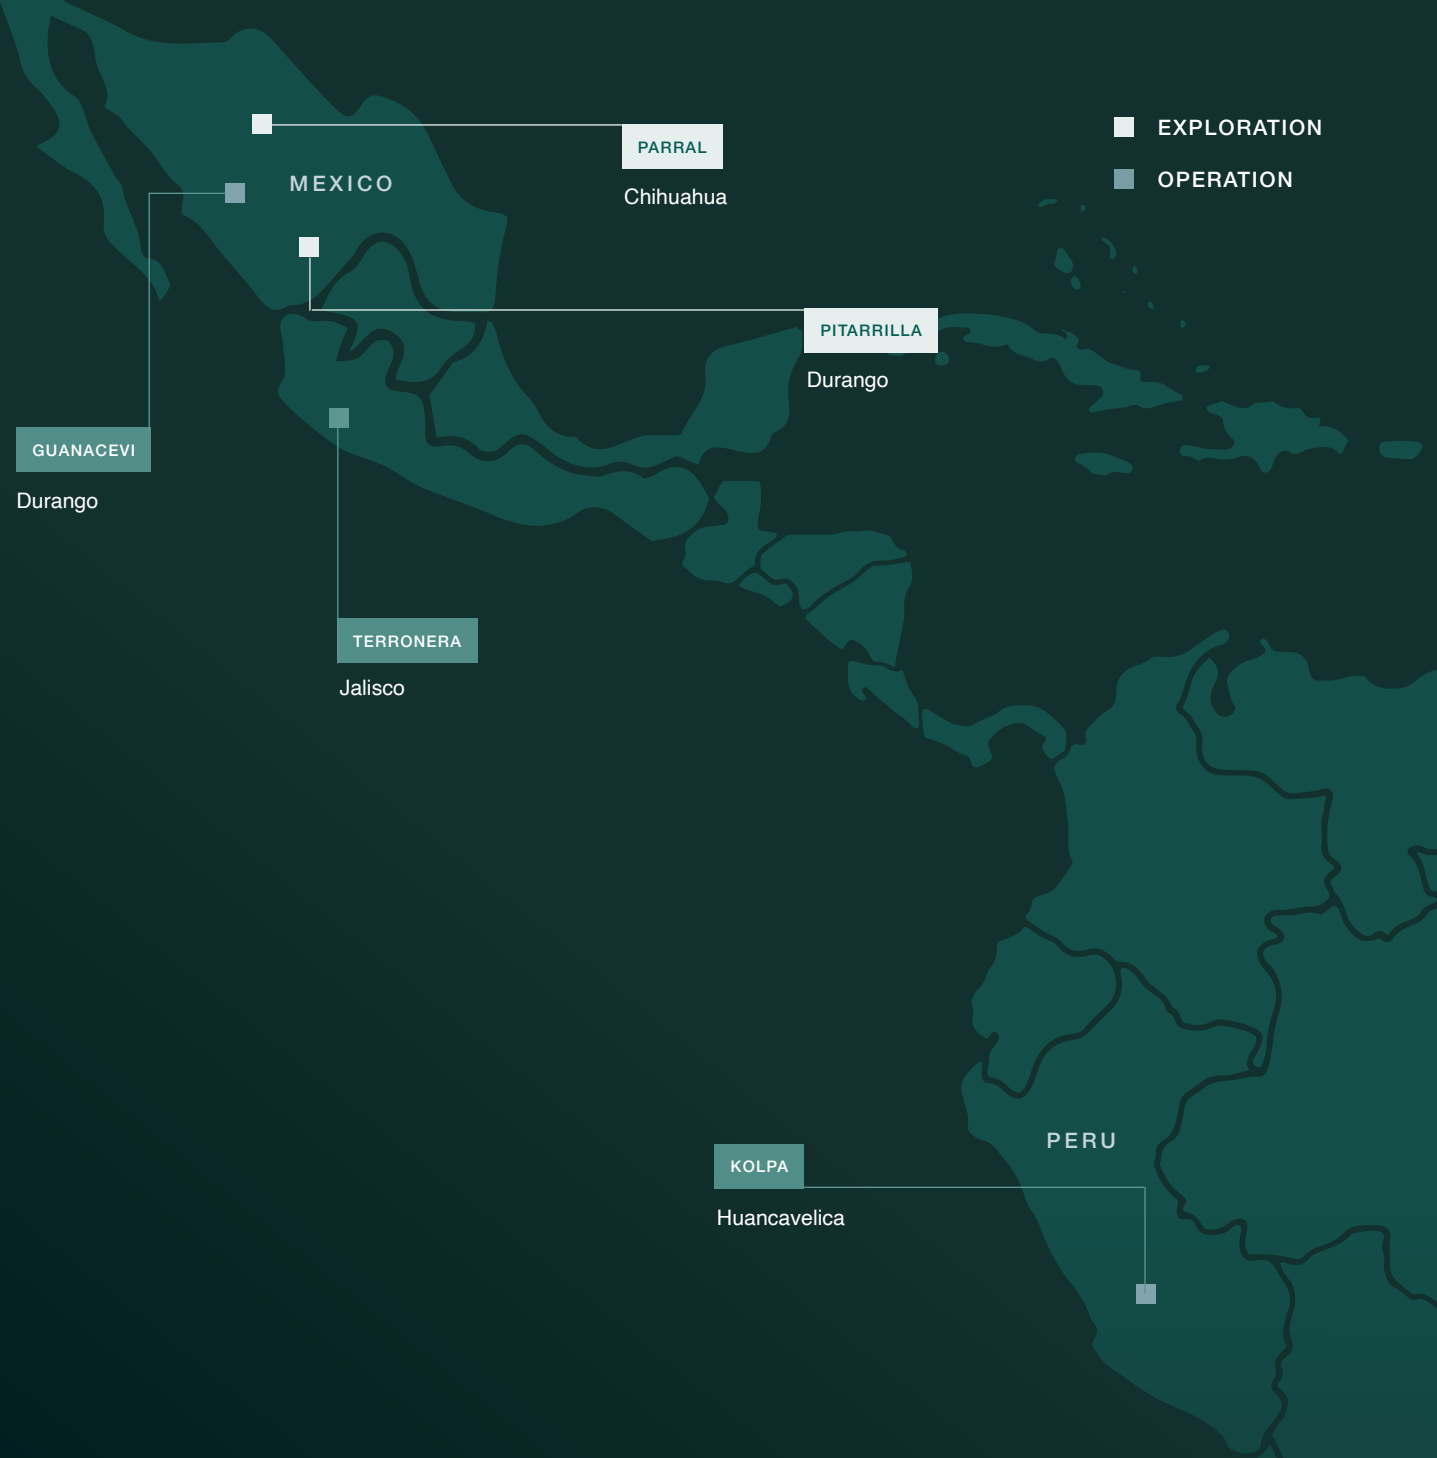 EXPLORATION
OPERATION
PARRAL
Chihuahua
MEXICO
PITARRILLA
Durango
GUANACEVI
Durango
TERRONERA
Jalisco
PERU
KOLPA
Huancavelica